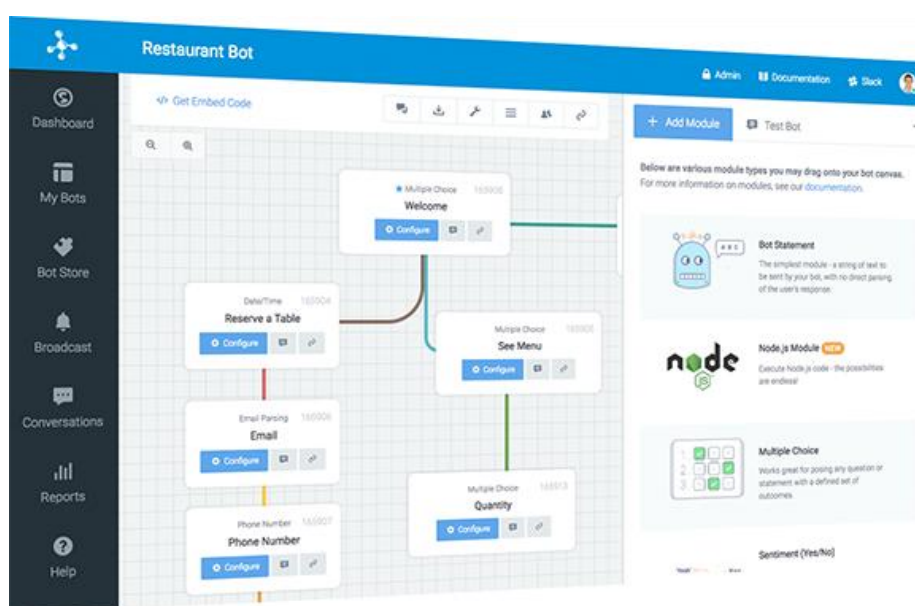 Restaurant Bot
Admin
Documentation
Slack
Dashboard
My Bots
Bot Store
Broadcast
Conversations
Reports
Help
</> Get Embed Code
Multiple Choice
Welcome
Configure
Date/Time
Reserve a Table
Configure
Multiple Choice
See Menu
Configure
Email Parsing
Email
Configure
Multiple Choice
Quantity
Configure
Phone Number
Phone Number
Configure
+ Add Module
Test Bot
Below are various module types you may drag onto your bot canvas.
For more information on modules, see our documentation.
ABC
Bot Statement
The simplest module - a string of text to
be sent by your bot, with no direct parsing
of the user's response.
node
JS
Node.js Module NEW
Execute Node.js code - the possibilities
are endless!
1
2
3
Multiple Choice
Works great for posing any question or
statement with a defined set of
outcomes.
Sentiment (Yes/No)